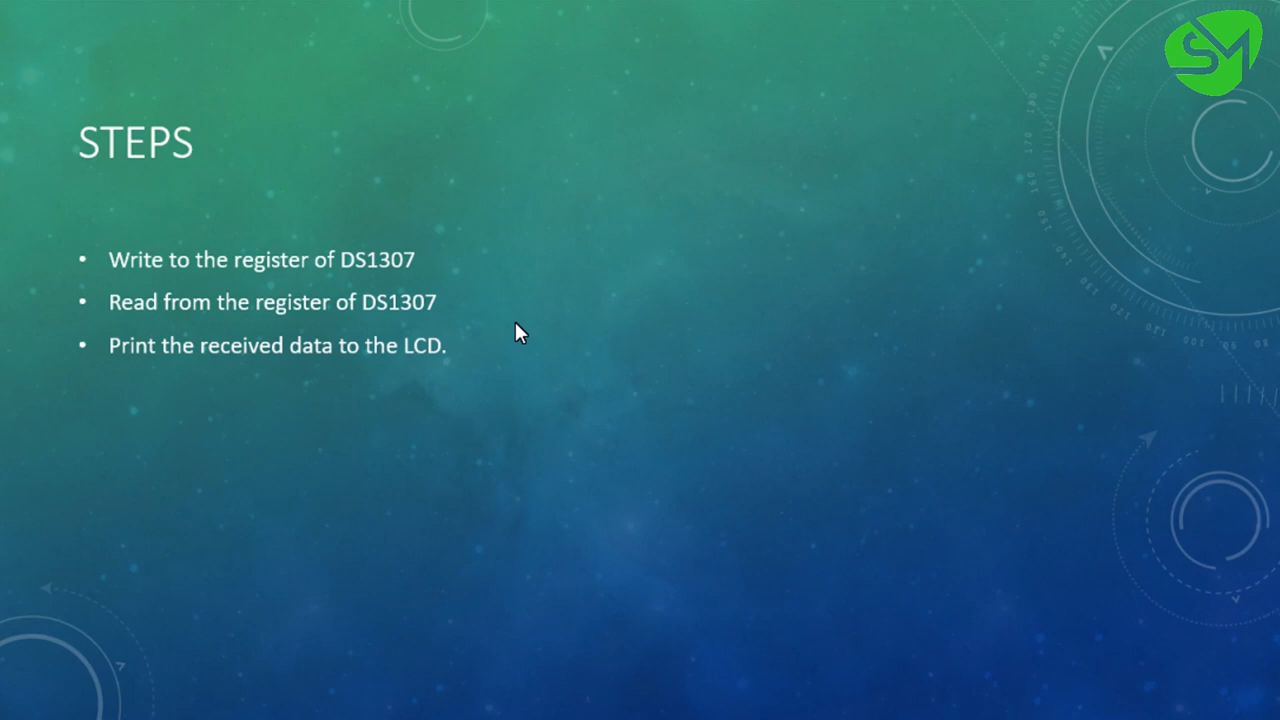 SM
STEPS
• Write to the register of DS1307
• Read from the register of DS1307
• Print the received data to the LCD.